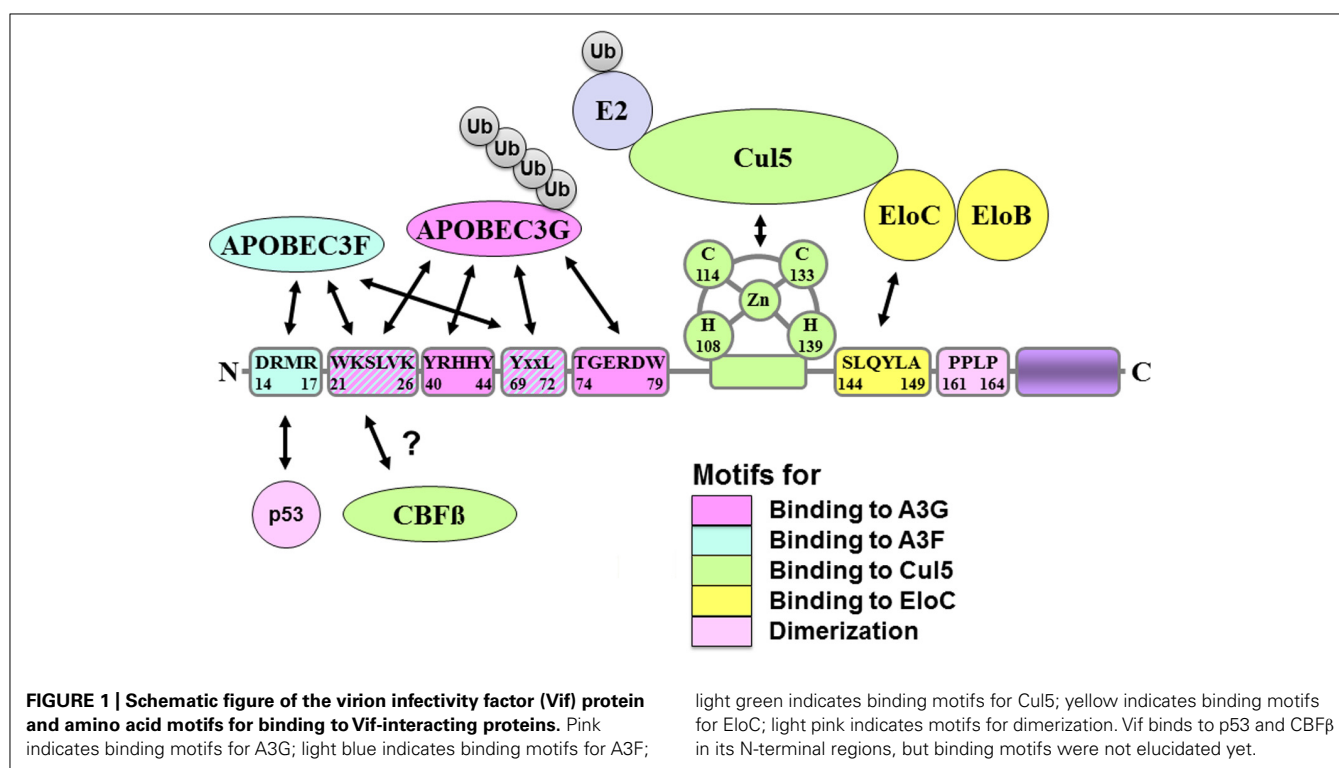 Ub
E2
Ub
Ub
Ub
Ub
Cul5
APOBEC3F
APOBEC3G
EloC
EloB
C
114
C
133
Zn
H
108
H
139
N
DRMR
14 17
WKSLVK
21 26
YRHHY
40 44
YxxL
69 72
TGERDW
74 79
SLQYLA
144 149
PPLP
161 164
C
?
p53
CBFß
Motifs for
Binding to A3G
Binding to A3F
Binding to Cul5
Binding to EloC
Dimerization
FIGURE 1 | Schematic figure of the virion infectivity factor (Vif) protein
and amino acid motifs for binding to Vif-interacting proteins. Pink
indicates binding motifs for A3G; light blue indicates binding motifs for A3F;
light green indicates binding motifs for Cul5; yellow indicates binding motifs
for EloC; light pink indicates motifs for dimerization. Vif binds to p53 and CBFβ
in its N-terminal regions, but binding motifs were not elucidated yet.